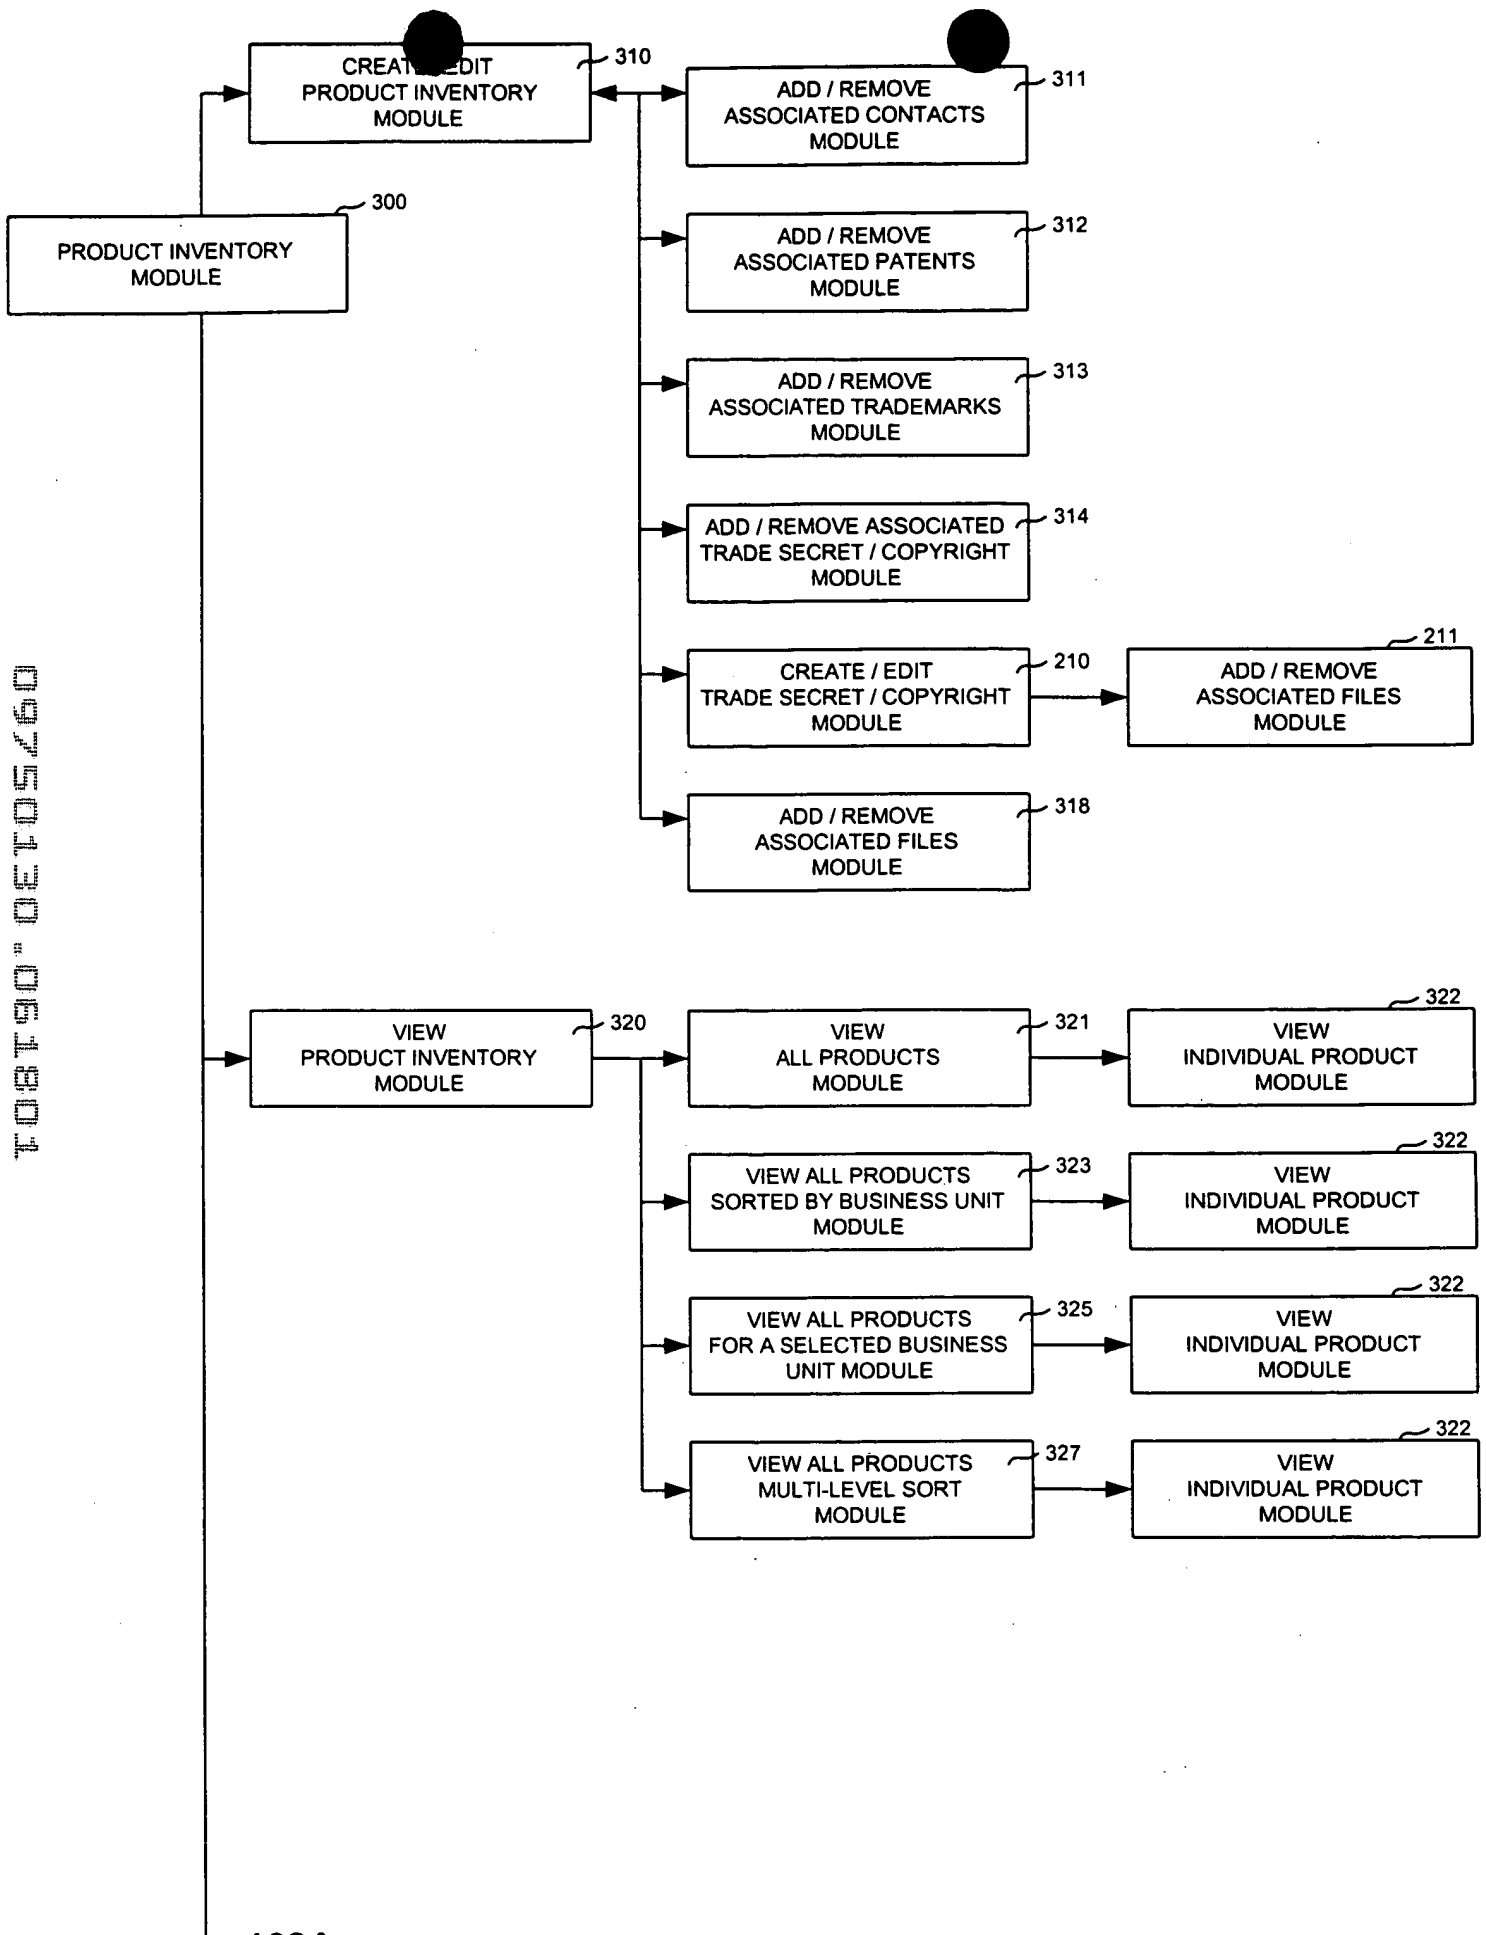 CREATE / EDIT
PRODUCT INVENTORY
MODULE
310
ADD / REMOVE
ASSOCIATED CONTACTS
MODULE
311
300
PRODUCT INVENTORY
MODULE
ADD / REMOVE
ASSOCIATED PATENTS
MODULE
312
ADD / REMOVE
ASSOCIATED TRADEMARKS
MODULE
313
ADD / REMOVE ASSOCIATED
TRADE SECRET / COPYRIGHT
MODULE
314
CREATE / EDIT
TRADE SECRET / COPYRIGHT
MODULE
210
211
ADD / REMOVE
ASSOCIATED FILES
MODULE
ADD / REMOVE
ASSOCIATED FILES
MODULE
318
09750130.061801
VIEW
PRODUCT INVENTORY
MODULE
320
VIEW
ALL PRODUCTS
MODULE
321
322
VIEW
INDIVIDUAL PRODUCT
MODULE
VIEW ALL PRODUCTS
SORTED BY BUSINESS UNIT
MODULE
323
322
VIEW
INDIVIDUAL PRODUCT
MODULE
VIEW ALL PRODUCTS
FOR A SELECTED BUSINESS
UNIT MODULE
325
322
VIEW
INDIVIDUAL PRODUCT
MODULE
VIEW ALL PRODUCTS
MULTI-LEVEL SORT
MODULE
327
322
VIEW
INDIVIDUAL PRODUCT
MODULE